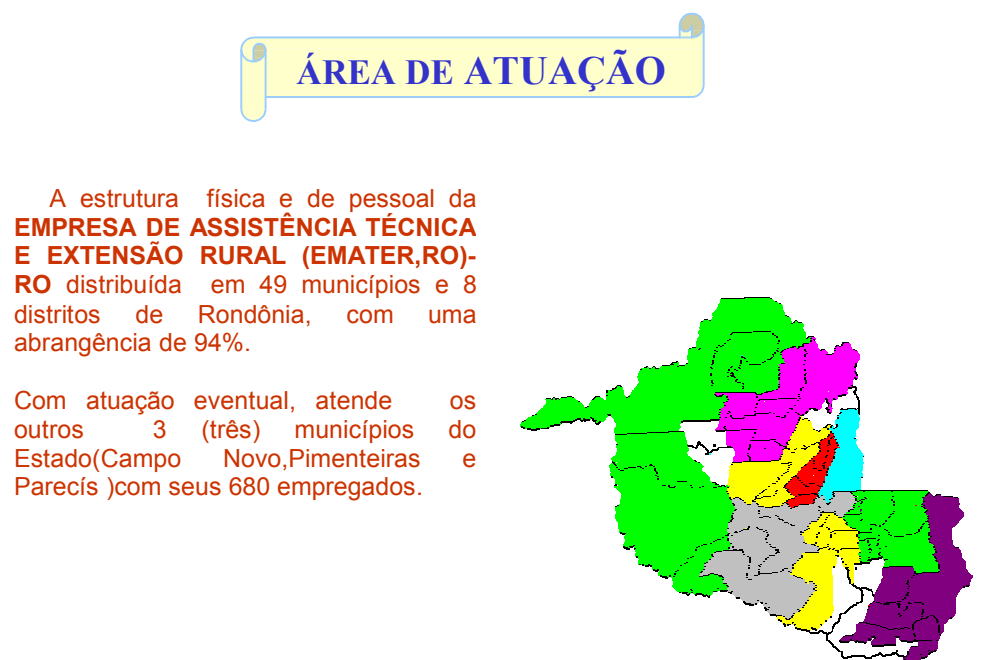 ÁREA DE ATUAÇÃO
A estrutura física e de pessoal da
EMPRESA DE ASSISTÊNCIA TÉCNICA
E EXTENSÃO RURAL (EMATER,RO)-
RO distribuída em 49 municípios e 8
distritos de Rondônia, com uma
abrangência de 94%.
Com atuação eventual, atende os
outros 3 (três) municípios do
Estado(Campo Novo,Pimenteiras e
Parecís )com seus 680 empregados.